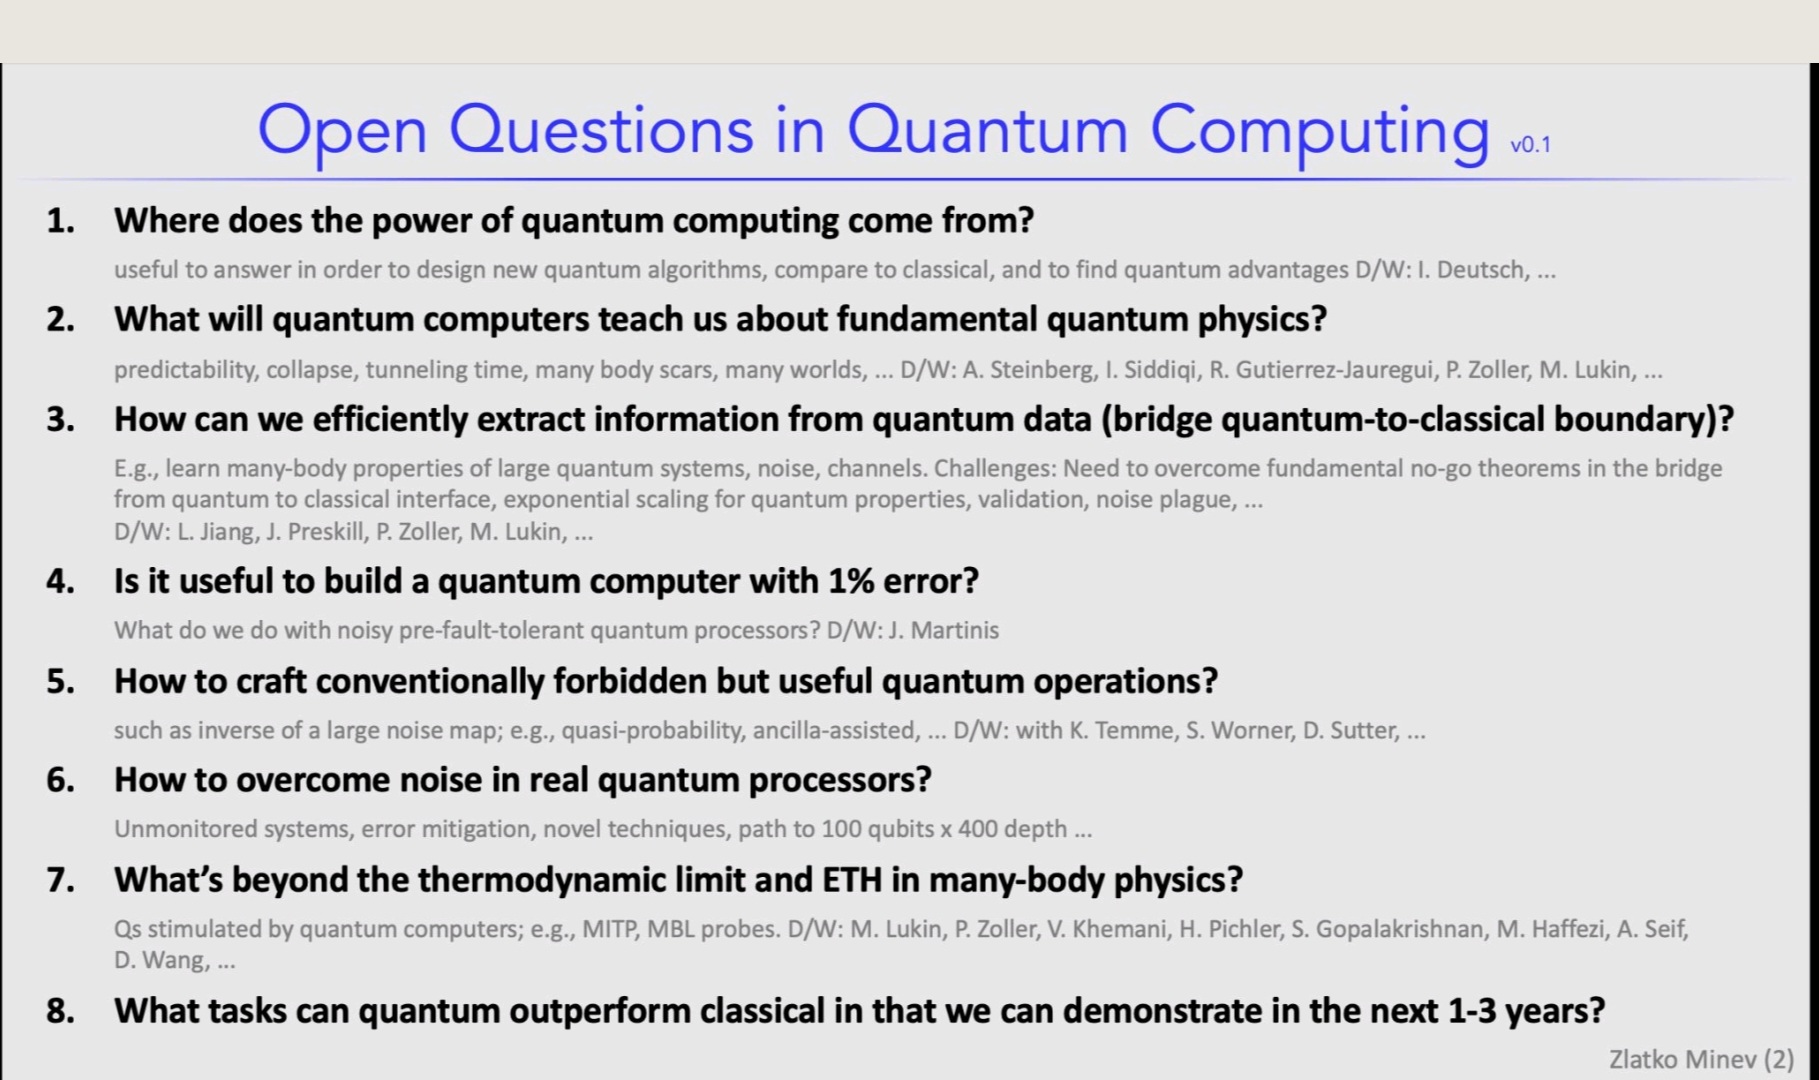 Open Questions in Quantum Computing v0.1
1. Where does the power of quantum computing come from?
useful to answer in order to design new quantum algorithms, compare to classical, and to find quantum advantages D/W: I. Deutsch, ...
2. What will quantum computers teach us about fundamental quantum physics?
predictability, collapse, tunneling time, many body scars, many worlds, ... D/W: A. Steinberg, I. Siddiqi, R. Gutierrez-Jauregui, P. Zoller, M. Lukin, ...
3. How can we efficiently extract information from quantum data (bridge quantum-to-classical boundary)?
E.g., learn many-body properties of large quantum systems, noise, channels. Challenges: Need to overcome fundamental no-go theorems in the bridge
from quantum to classical interface, exponential scaling for quantum properties, validation, noise plague, ...
D/W: L. Jiang, J. Preskill, P. Zoller, M. Lukin, ...
4. Is it useful to build a quantum computer with 1% error?
What do we do with noisy pre-fault-tolerant quantum processors? D/W: J. Martinis
5. How to craft conventionally forbidden but useful quantum operations?
such as inverse of a large noise map; e.g., quasi-probability, ancilla-assisted, ... D/W: with K. Temme, S. Worner, D. Sutter, ...
6. How to overcome noise in real quantum processors?
Unmonitored systems, error mitigation, novel techniques, path to 100 qubits x 400 depth ...
7. What’s beyond the thermodynamic limit and ETH in many-body physics?
Qs stimulated by quantum computers; e.g., MITP, MBL probes. D/W: M. Lukin, P. Zoller, V. Khemani, H. Pichler, S. Gopalakrishnan, M. Haffezi, A. Seif,
D. Wang, ...
8. What tasks can quantum outperform classical in that we can demonstrate in the next 1-3 years?
Zlatko Minev (2)